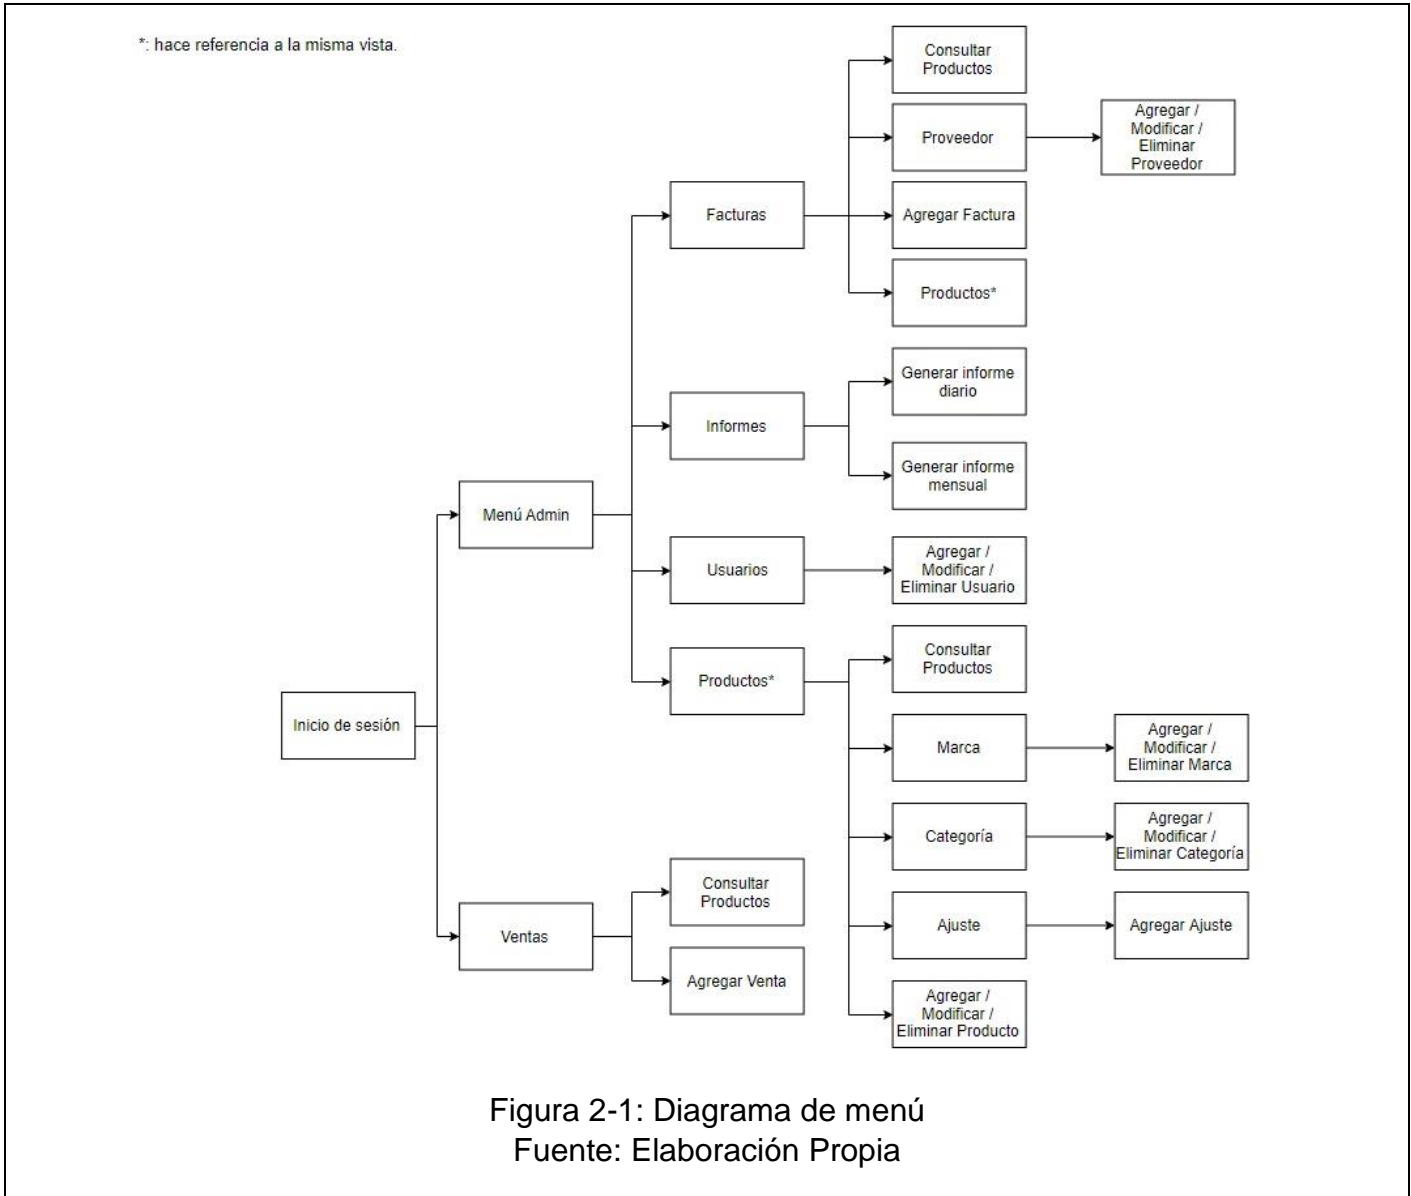 *: hace referencia a la misma vista.
Consultar
Productos
Proveedor
Agregar /
Modificar /
Eliminar
Proveedor
Facturas
Agregar Factura
Productos*
Generar informe
diario
Informes
Generar informe
mensual
Menú Admin
Usuarios
Agregar /
Modificar /
Eliminar Usuario
Productos*
Consultar
Productos
Inicio de sesión
Marca
Agregar /
Modificar /
Eliminar Marca
Categoría
Agregar /
Modificar /
Eliminar Categoría
Consultar
Productos
Ventas
Ajuste
Agregar Ajuste
Agregar Venta
Agregar /
Modificar /
Eliminar Producto
Figura 2-1: Diagrama de menú
Fuente: Elaboración Propia